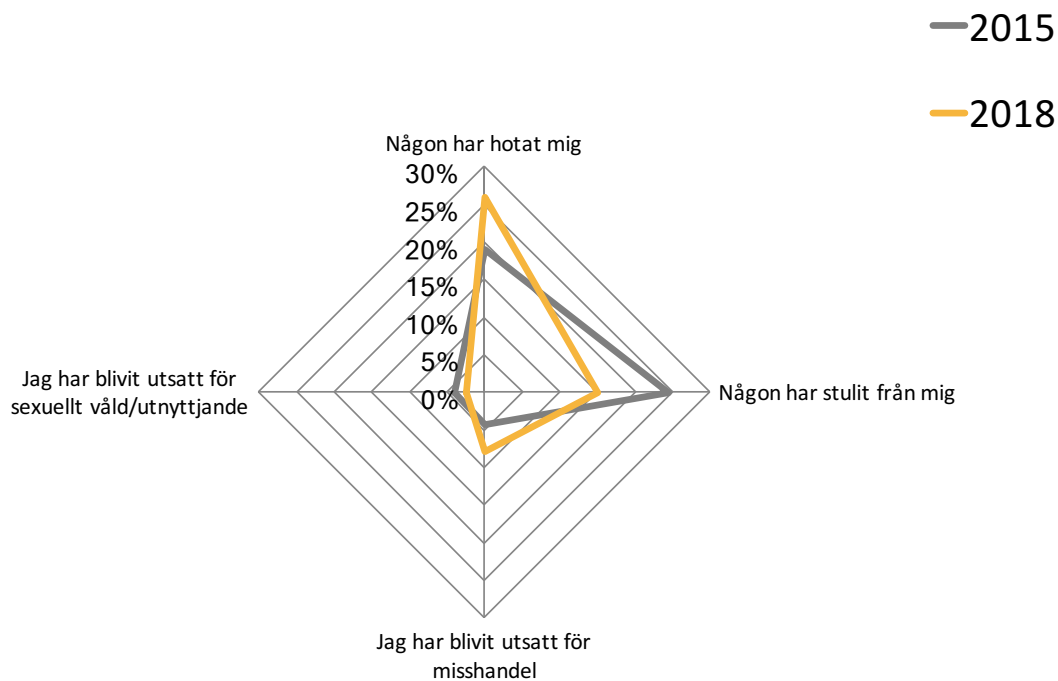 2015
2018
Någon har hotat mig
30%
25%
20%
15%
10%
5%
0%
Någon har stulit från mig
Jag har blivit utsatt för
sexuellt våld/utnyttjande
Jag har blivit utsatt för
misshandel